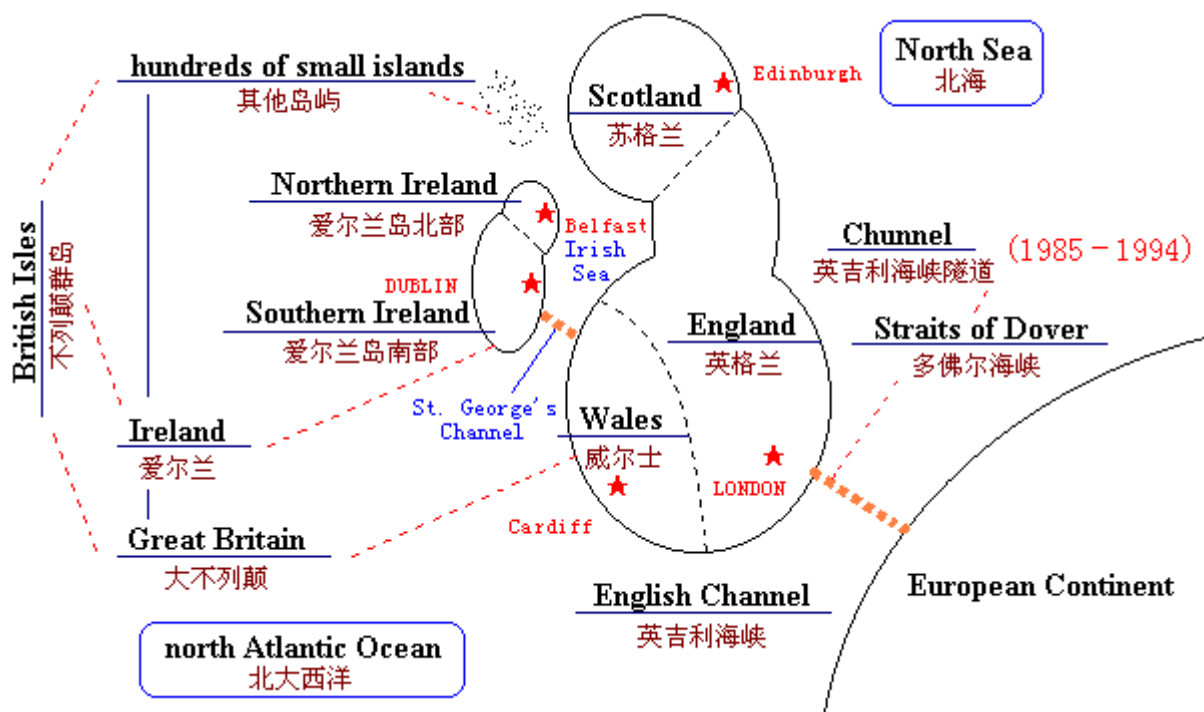 North Sea
北海
Edinburgh
hundreds of small islands
其他岛屿
Scotland
苏格兰
Northern Ireland
爱尔兰岛北部
Belfast
Irish
Sea
British Isles
不列颠群岛
DUBLIN
Chunnel
英吉利海峡隧道
(1985－1994)
Southern Ireland
爱尔兰岛南部
England
英格兰
Straits of Dover
多佛尔海峡
St. George's
Channel
Ireland
爱尔兰
Wales
威尔士
LONDON
Cardiff
Great Britain
大不列颠
European Continent
English Channel
英吉利海峡
north Atlantic Ocean
北大西洋